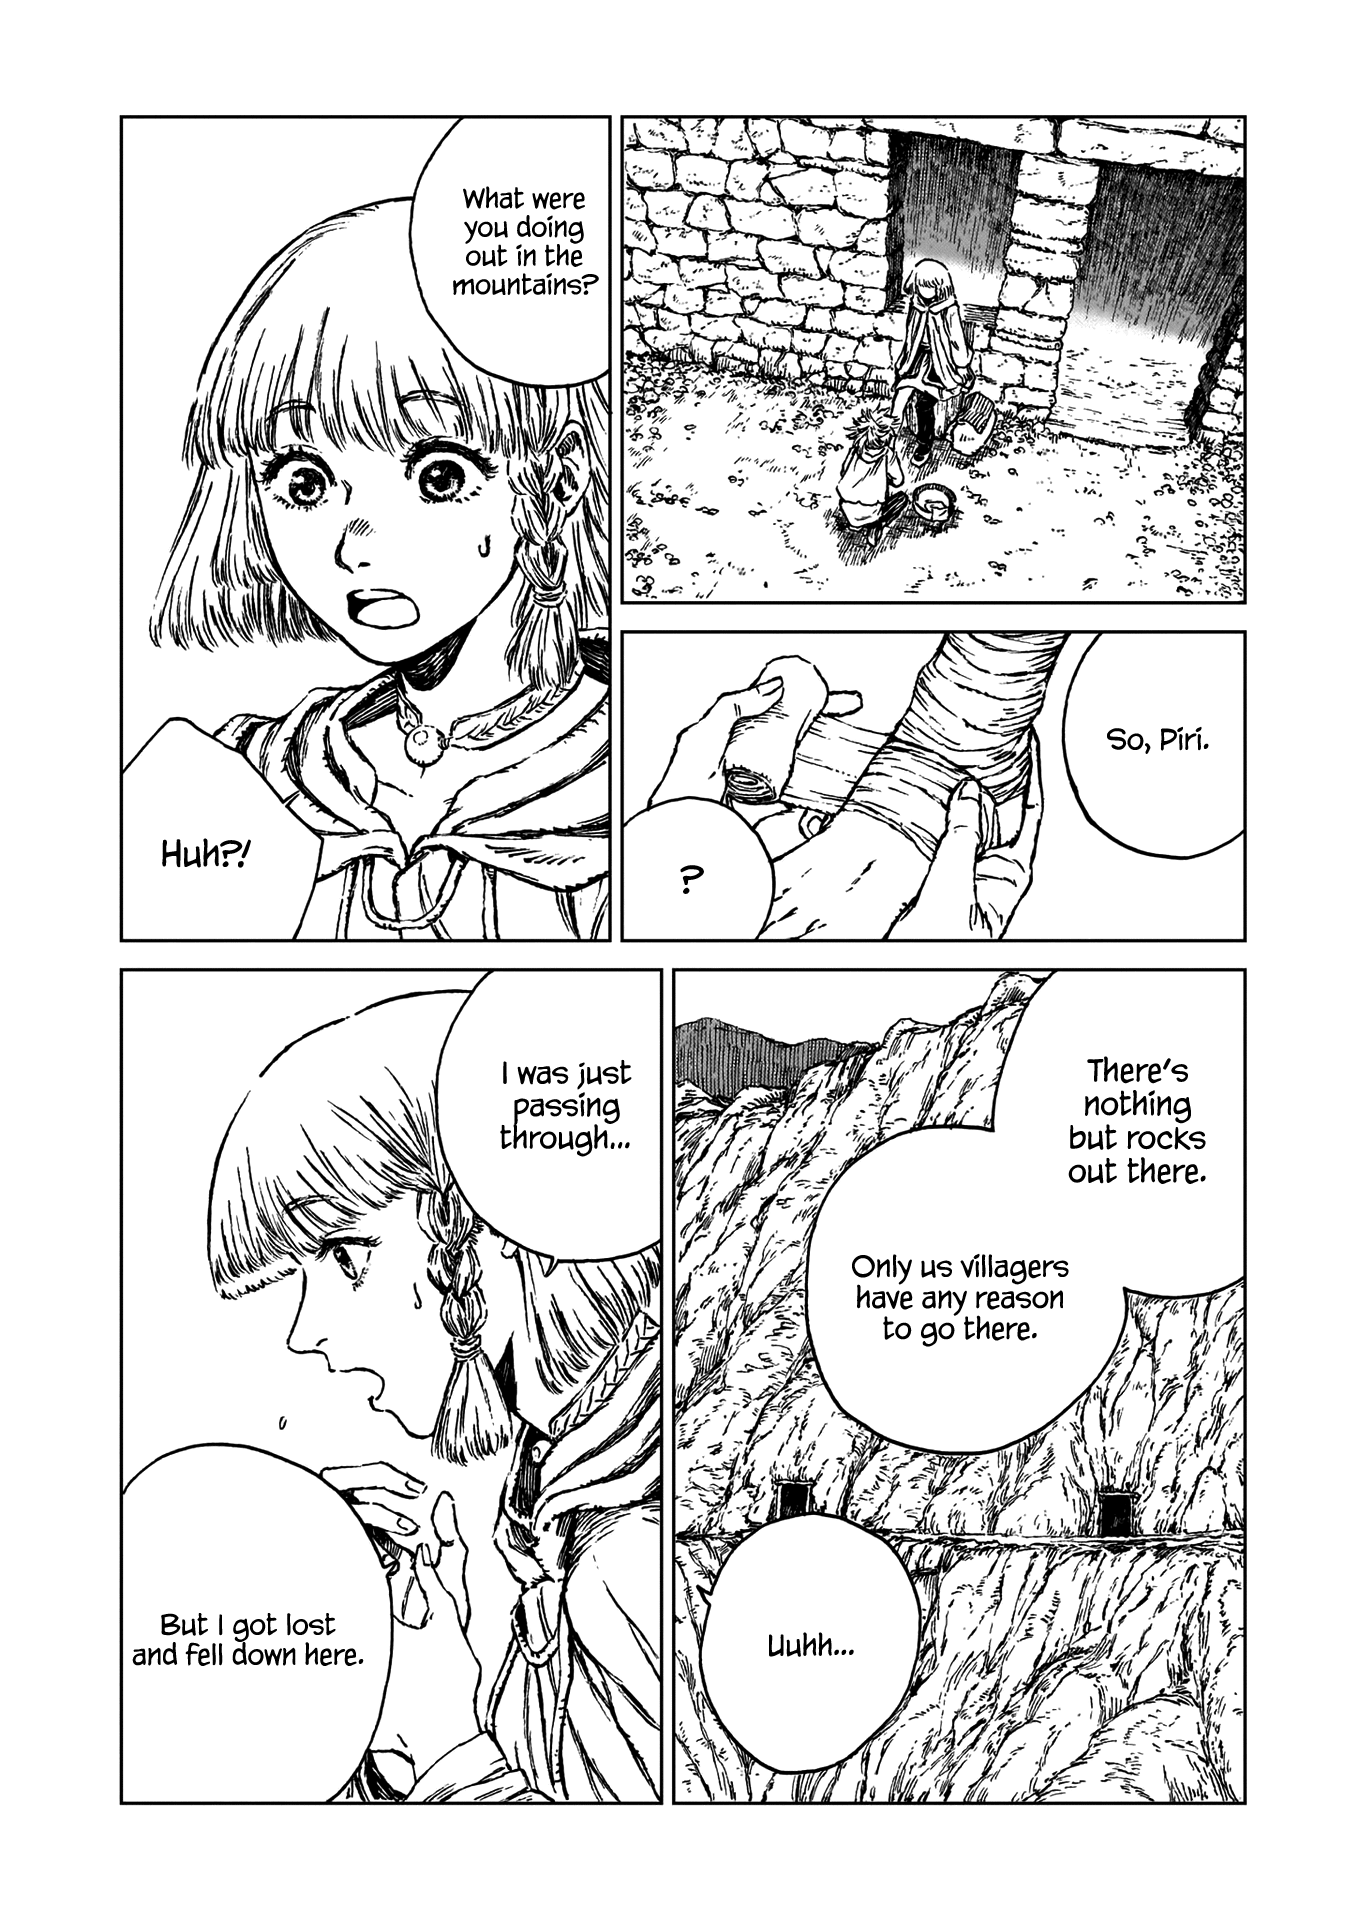 So, Piri.
?
What were
you doing
out in the
mountains?
Huh?!
There's
nothing
but rocks
out there.
Only us villagers
have any reason
to go there.
Uuhh...
I was just
passing
through...
But I got lost
and fell down here.